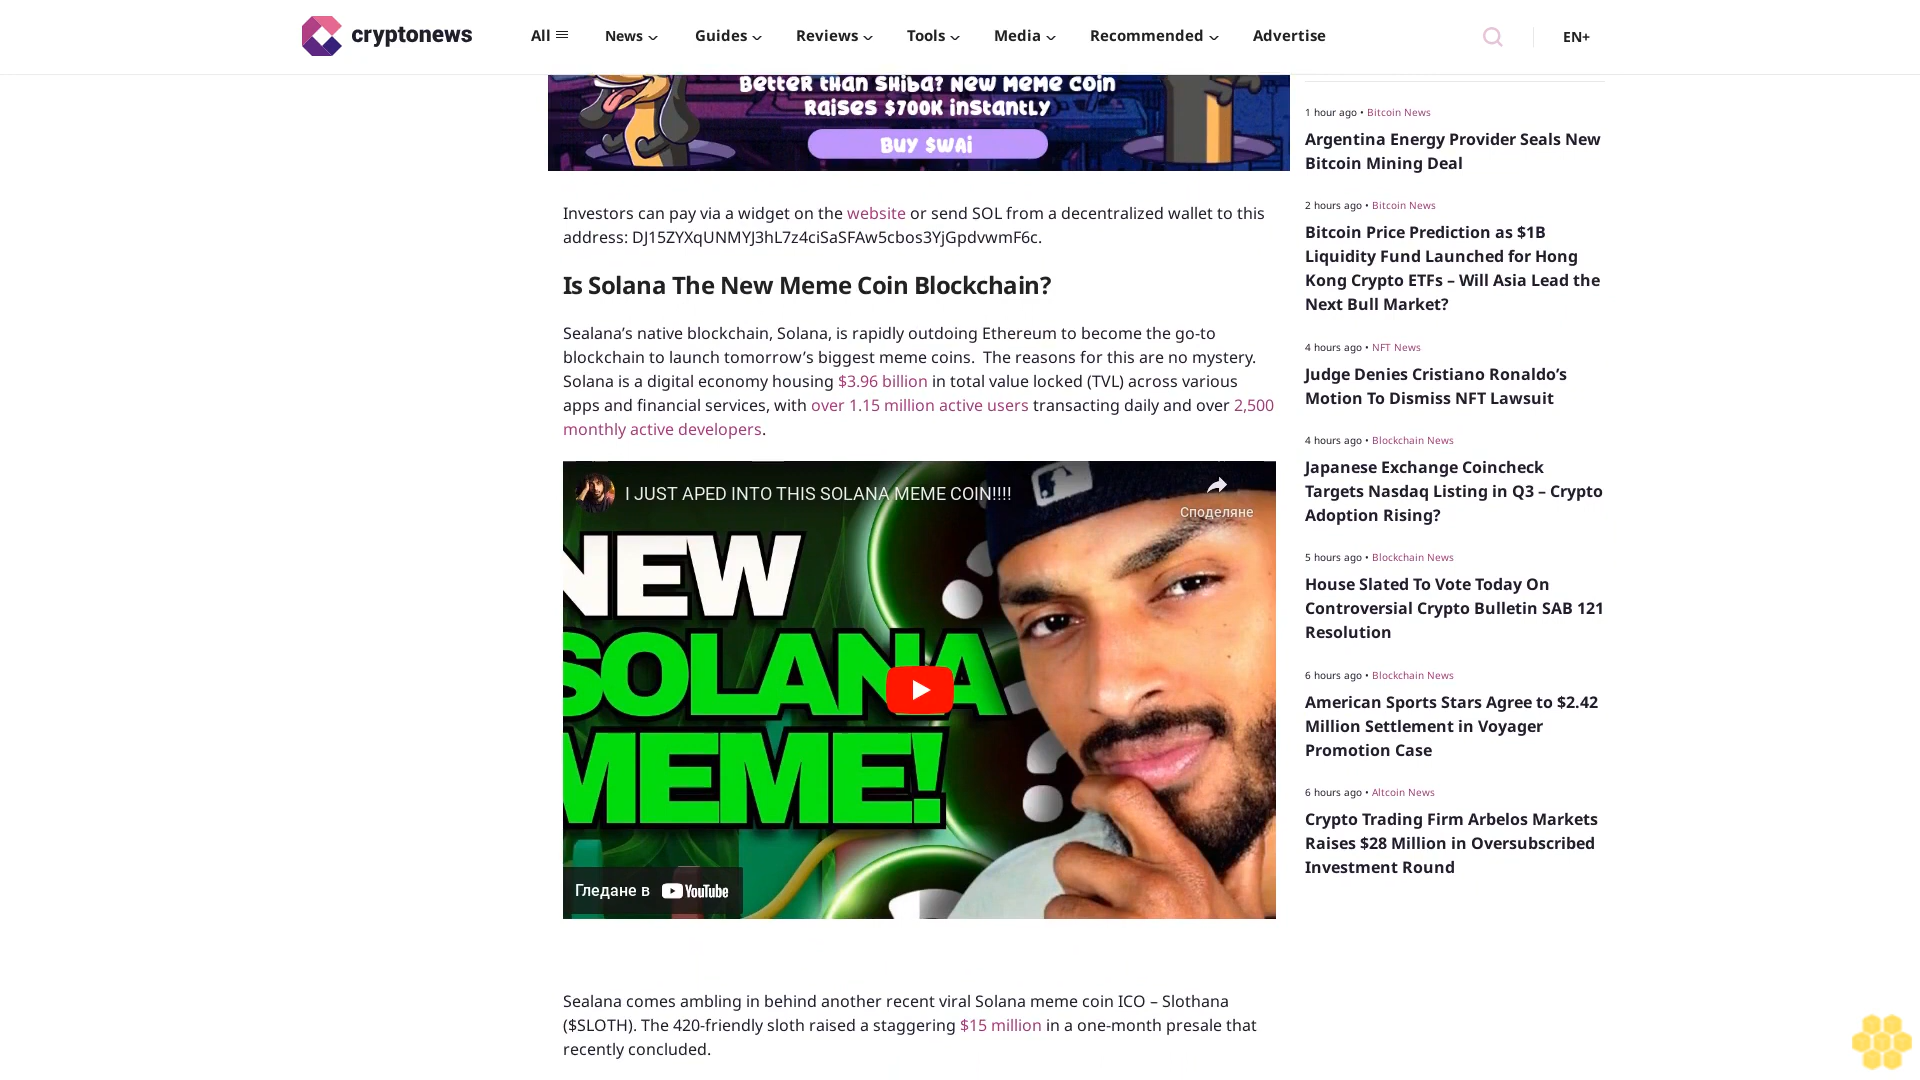 cryptonews
All
News
Guides
Reviews
Tools
Media
Recommended
Advertise
EN+
Better than Shiba? New Meme Coin
Raises $700K instantly
Buy $WAI
Investors can pay via a widget on the website or send SOL from a decentralized wallet to this
address: DJ15ZYXqUNMYJ3hL7z4ciSaSFAw5cbos3YjGpdvwmF6c.
Is Solana The New Meme Coin Blockchain?
Sealana’s native blockchain, Solana, is rapidly outdoing Ethereum to become the go-to
blockchain to launch tomorrow’s biggest meme coins.  The reasons for this are no mystery.
Solana is a digital economy housing $3.96 billion in total value locked (TVL) across various
apps and financial services, with over 1.15 million active users transacting daily and over 2,500
monthly active developers.
I JUST APED INTO THIS SOLANA MEME COIN!!!!
Споделяне
NEW
SOLANA
MEME!
Гледане в YouTube
Sealana comes ambling in behind another recent viral Solana meme coin ICO – Slothana
($SLOTH). The 420-friendly sloth raised a staggering $15 million in a one-month presale that
recently concluded.
1 hour ago • Bitcoin News
Argentina Energy Provider Seals New
Bitcoin Mining Deal
2 hours ago • Bitcoin News
Bitcoin Price Prediction as $1B
Liquidity Fund Launched for Hong
Kong Crypto ETFs – Will Asia Lead the
Next Bull Market?
4 hours ago • NFT News
Judge Denies Cristiano Ronaldo’s
Motion To Dismiss NFT Lawsuit
4 hours ago • Blockchain News
Japanese Exchange Coincheck
Targets Nasdaq Listing in Q3 – Crypto
Adoption Rising?
5 hours ago • Blockchain News
House Slated To Vote Today On
Controversial Crypto Bulletin SAB 121
Resolution
6 hours ago • Blockchain News
American Sports Stars Agree to $2.42
Million Settlement in Voyager
Promotion Case
6 hours ago • Altcoin News
Crypto Trading Firm Arbelos Markets
Raises $28 Million in Oversubscribed
Investment Round